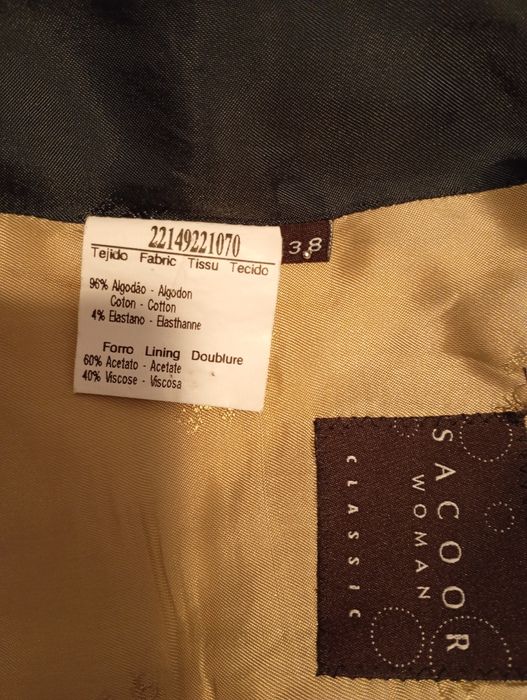 22149221070
Tejido Fabric Tissu Tecido
96% Algodão - Algodon
Coton - Cotton
4% Elastano - Elasthanne
Forro Lining Doublure
60% Acetato - Acetate
40% Viscose - Viscosa
38
SACOOR
WOMAN
CLASSIC